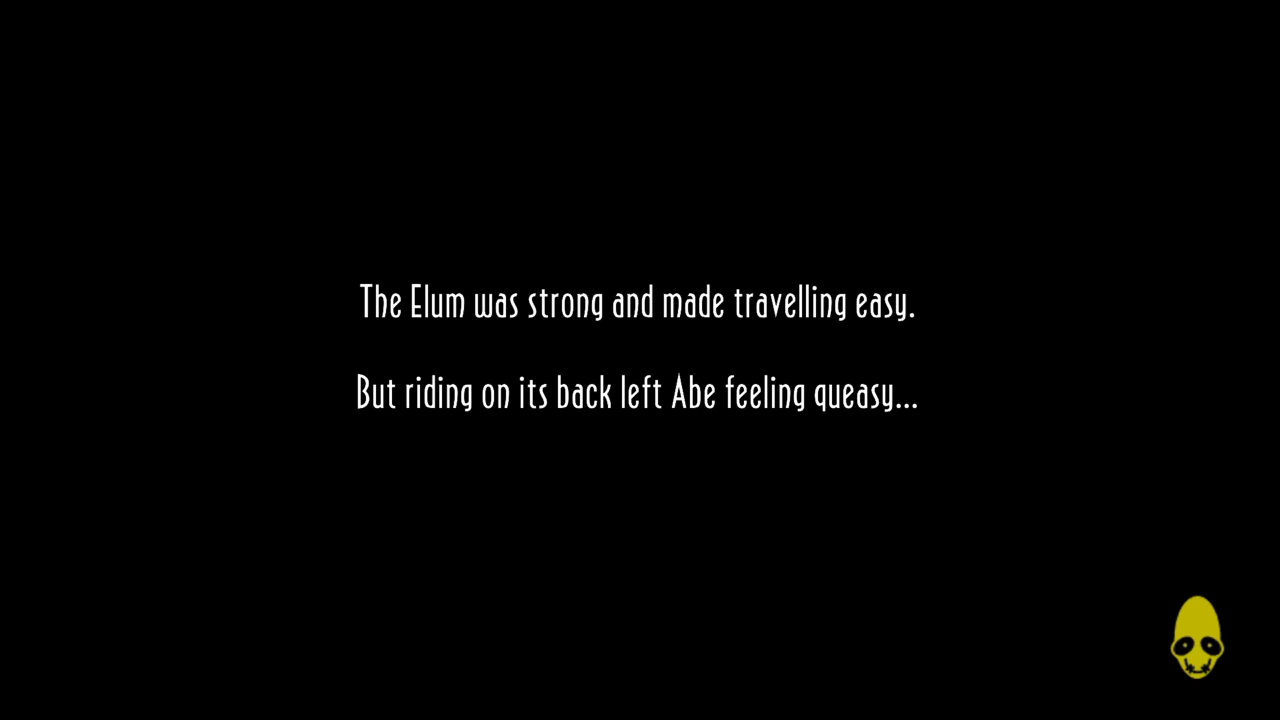 The Elum was strong and made travelling easy.
But riding on its back left Abe feeling queasy...